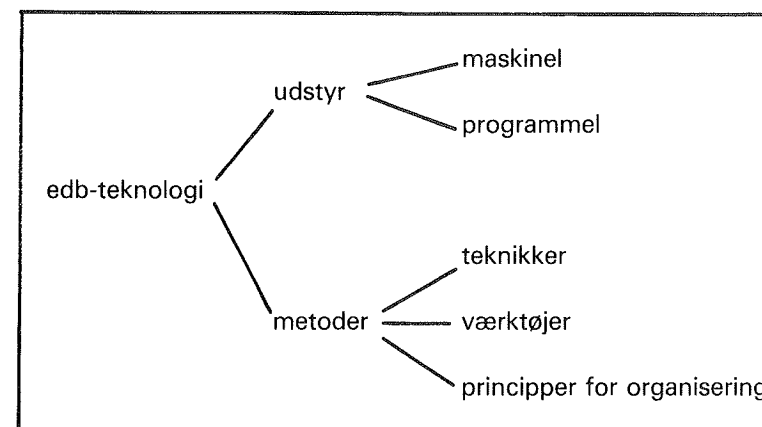 maskinel
udstyr
programmel
edb-teknologi
teknikker
metoder
værktøjer
principper for organisering